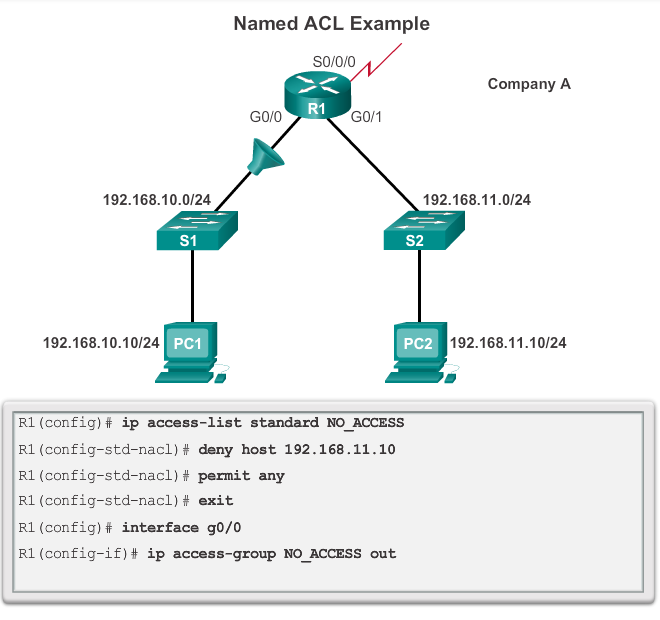 Named ACL Example
S0/0/0
Company A
R1
G0/0
G0/1
192.168.10.0/24
192.168.11.0/24
S1
S2
192.168.10.10/24
PC1
PC2
192.168.11.10/24
R1(config)# ip access-list standard NO_ACCESS
R1(config-std-nacl)# deny host 192.168.11.10
R1(config-std-nacl)# permit any
R1(config-std-nacl)# exit
R1(config)# interface g0/0
R1(config-if)# ip access-group NO_ACCESS out